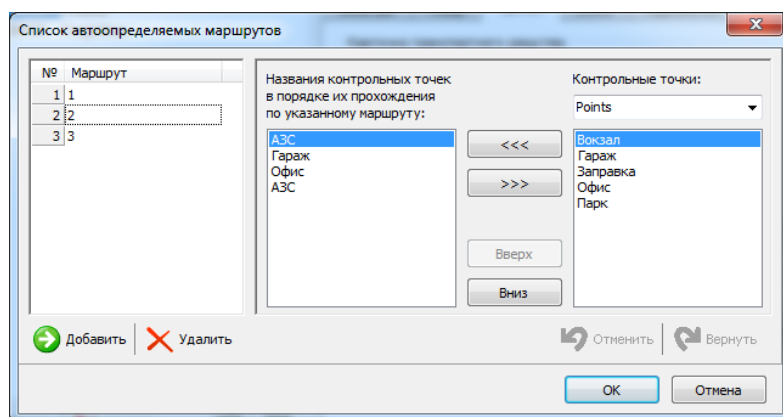 Список автоопределяемых маршрутов
№ Маршрут
1 1
2 2
3 3
Названия контрольных точек
в порядке их прохождения
по указанному маршруту:
АЗС
Гараж
Офис
АЗС
<<<
>>>
Вверх
Вниз
Контрольные точки:
Points
Вокзал
Гараж
Заправка
Офис
Парк
Добавить
Удалить
Отменить
Вернуть
OK
Отмена